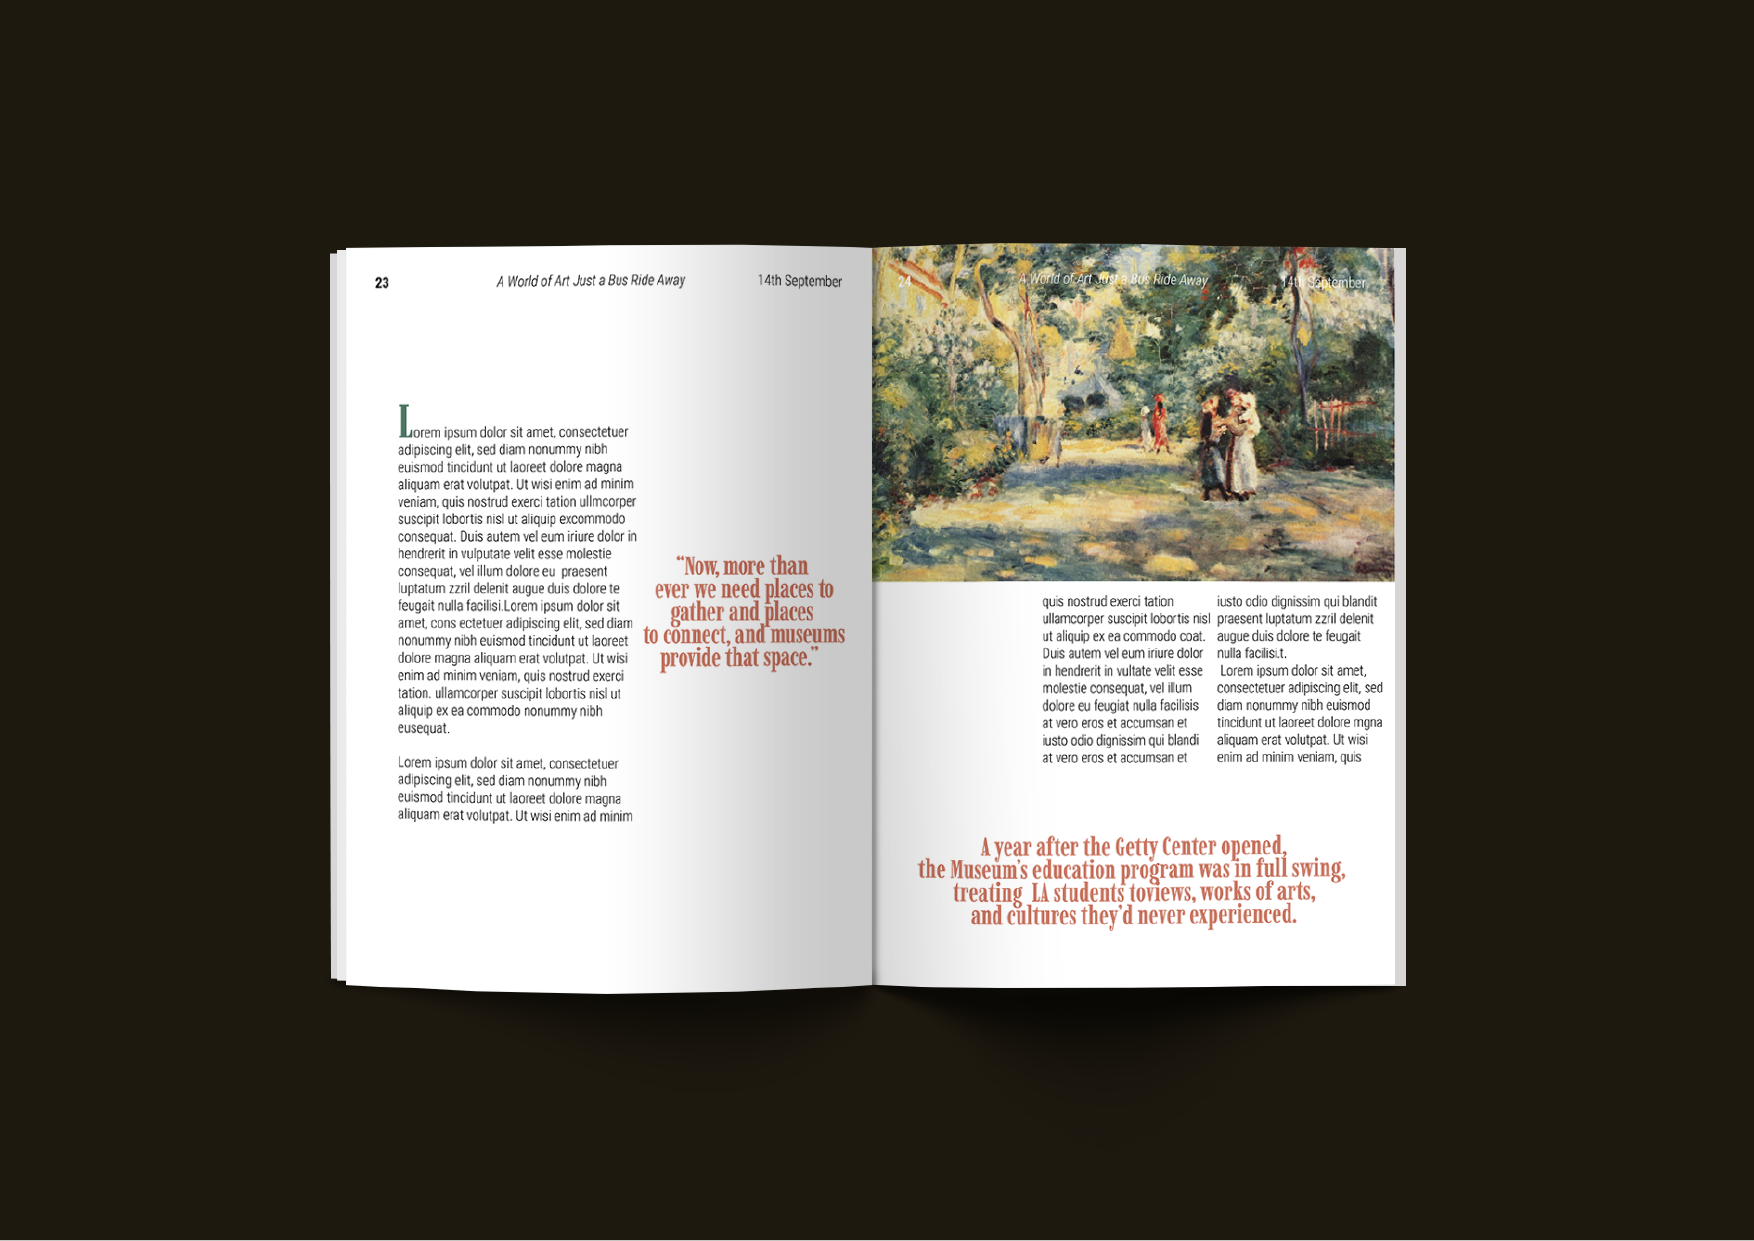 23 A World of Art Just a Bus Ride Away 14th September
Lorem ipsum dolor sit amet, consectetuer
adipiscing elit, sed diam nonummy nibh
euismod tincidunt ut laoreet dolore magna
aliquam erat volutpat. Ut wisi enim ad minim
veniam, quis nostrud exerci tation ullmcorper
suscipit lobortis nisl ut aliquip excommodo
consequat. Duis autem vel eum iriure dolor in
hendrerit in vulputate velit esse molestie
consequat, vel illum dolore eu praesent
luptatum zzril delenit augue duis dolore te
feugait nulla facilisi.Lorem ipsum dolor sit
amet, cons ectetuer adipiscing elit, sed diam
nonummy nibh euismod tincidunt ut laoreet
dolore magna aliquam erat volutpat. Ut wisi
enim ad minim veniam, quis nostrud exerci
tation. ullamcorper suscipit lobortis nisl ut
aliquip ex ea commodo nonummy nibh
eusequat.
Lorem ipsum dolor sit amet, consectetuer
adipiscing elit, sed diam nonummy nibh
euismod tincidunt ut laoreet dolore magna
aliquam erat volutpat. Ut wisi enim ad minim
“Now, more than
ever we need places to
gather and places
to connect, and museums
provide that space.”
24 A World of Art Just a Bus Ride Away 14th September
quis nostrud exerci tation
ullamcorper suscipit lobortis nisl
ut aliquip ex ea commodo coat.
Duis autem vel eum iriure dolor
in hendrerit in vultate velit esse
molestie consequat, vel illum
dolore eu feugiat nulla facilisis
at vero eros et accumsan et
iusto odio dignissim qui blandi
at vero eros et accumsan et
iusto odio dignissim qui blandit
praesent luptatum zzril delenit
augue duis dolore te feugait
nulla facilisi.t.
Lorem ipsum dolor sit amet,
consectetuer adipiscing elit, sed
diam nonummy nibh euismod
tincidunt ut laoreet dolore mgna
aliquam erat volutpat. Ut wisi
enim ad minim veniam, quis
A year after the Getty Center opened,
the Museum's education program was in full swing,
treating LA students toviews, works of arts,
and cultures they'd never experienced.